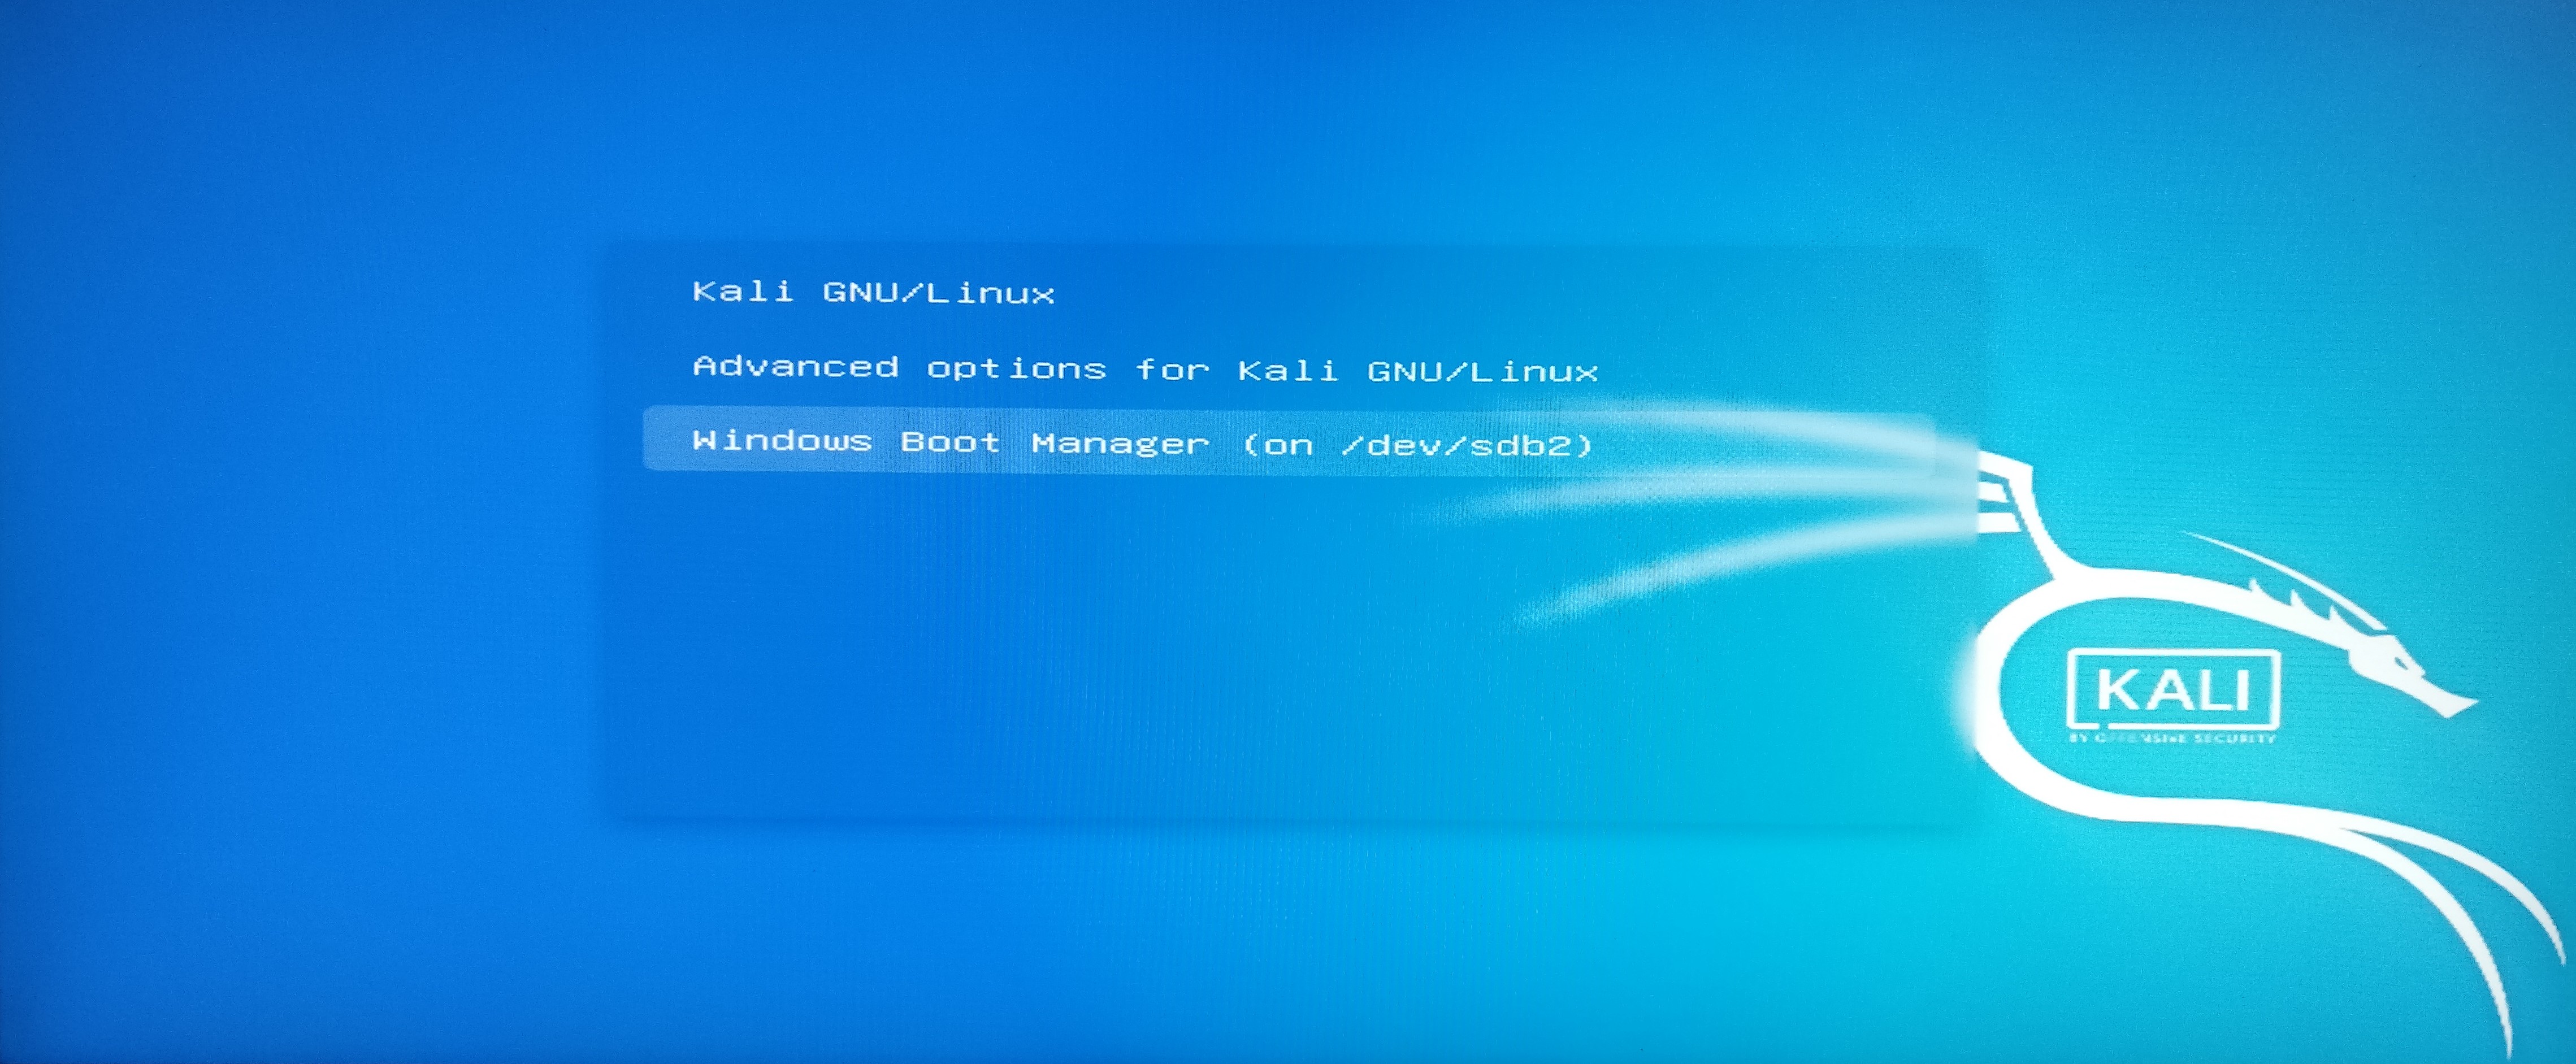 Kali GNU/Linux
Advanced options for Kali GNU/Linux
Windows Boot Manager (on /dev/sdb2)
KALI
BY OFFENSIVE SECURITY